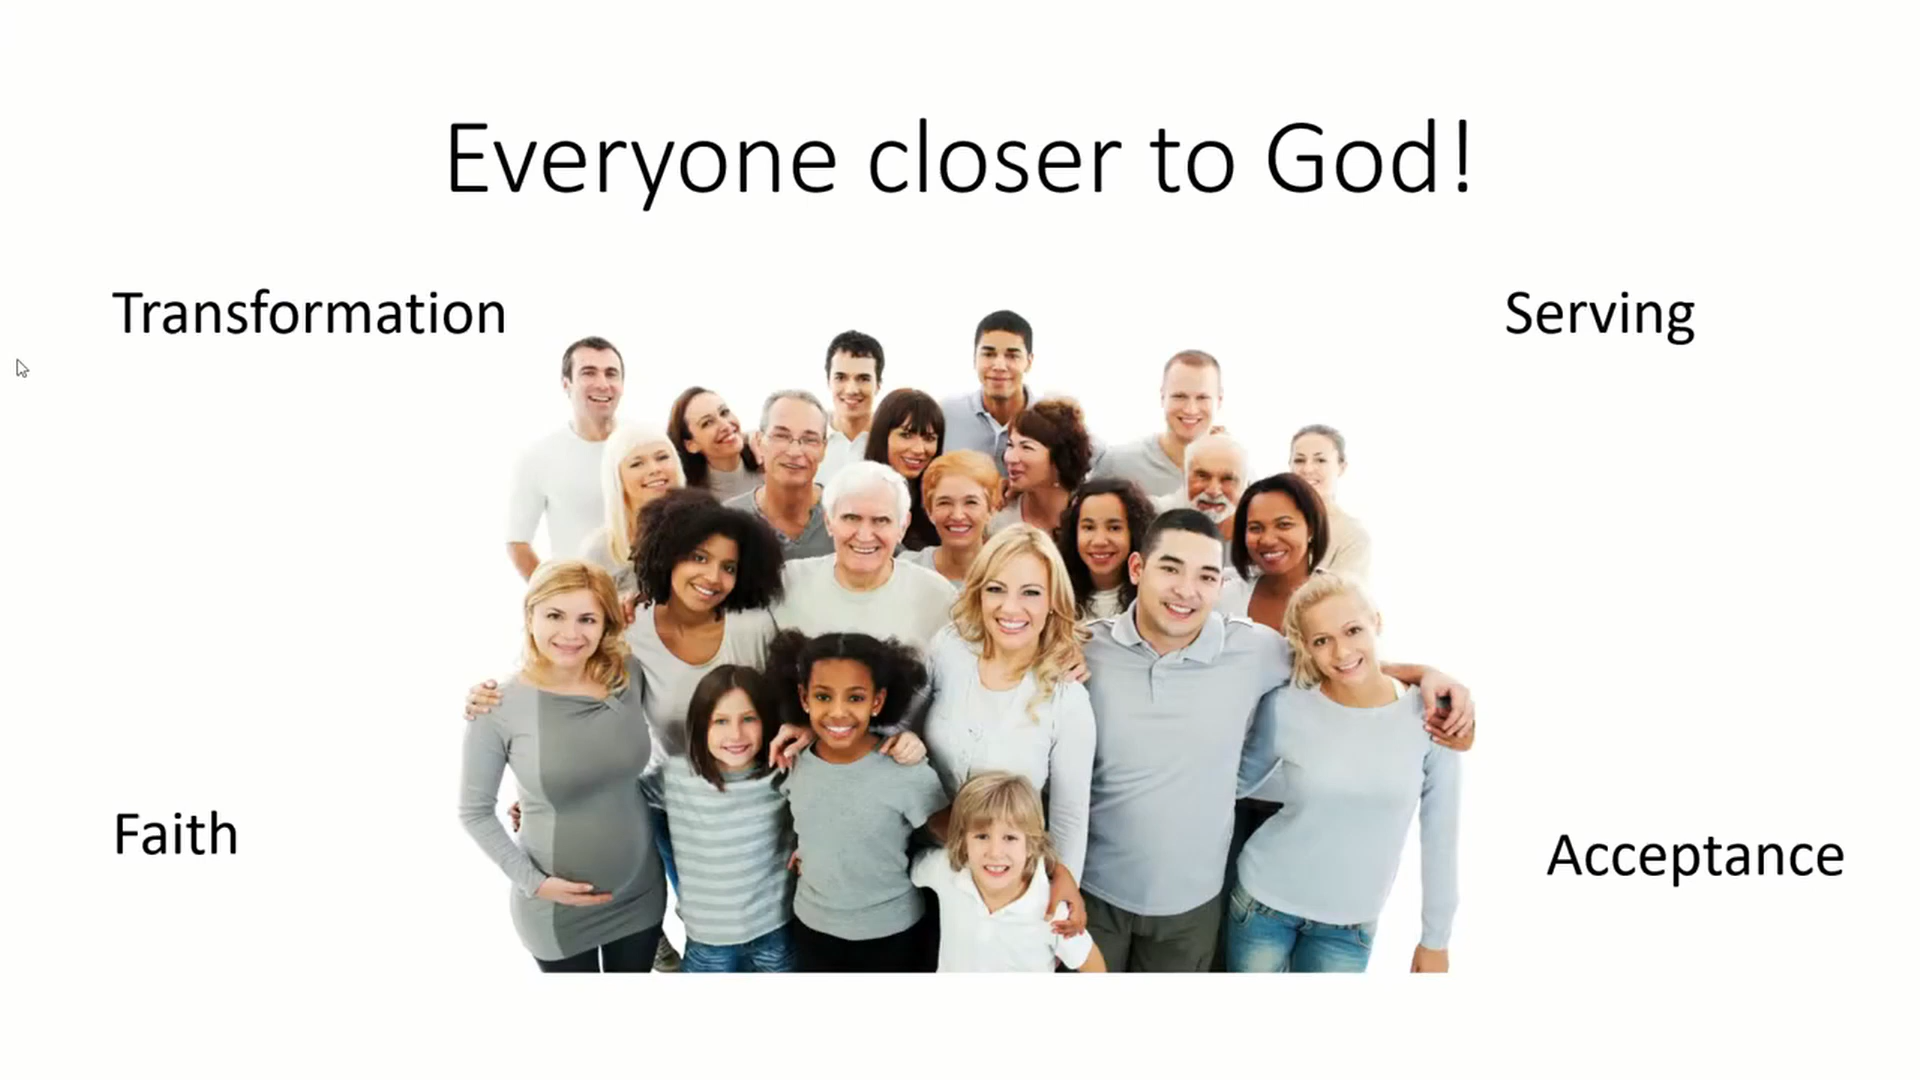 Everyone closer to God!
Transformation
Serving
Faith
Acceptance